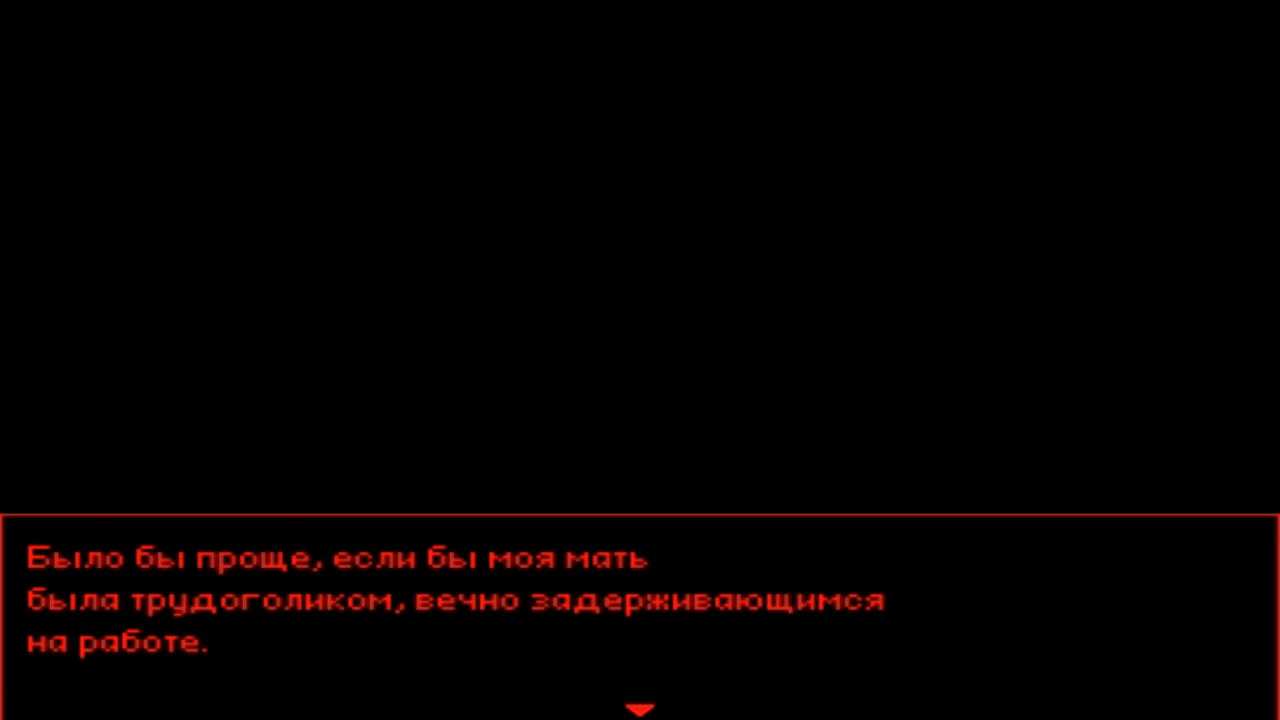 Было бы проще, если бы моя мать
была трудоголиком, вечно задерживающимся
на работе.